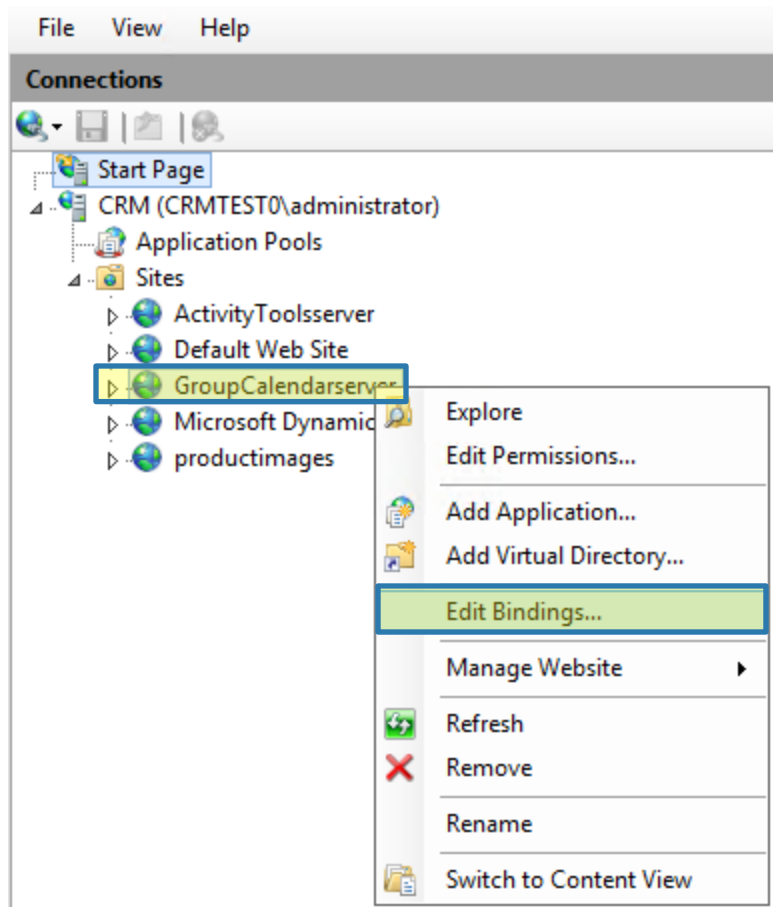 File View Help
Connections
Start Page
CRM (CRMTEST0\administrator)
Application Pools
Sites
ActivityToolsserver
Default Web Site
GroupCalendarserver
Microsoft Dynamic
productimages
Explore
Edit Permissions...
Add Application...
Add Virtual Directory...
Edit Bindings...
Manage Website
Refresh
Remove
Rename
Switch to Content View